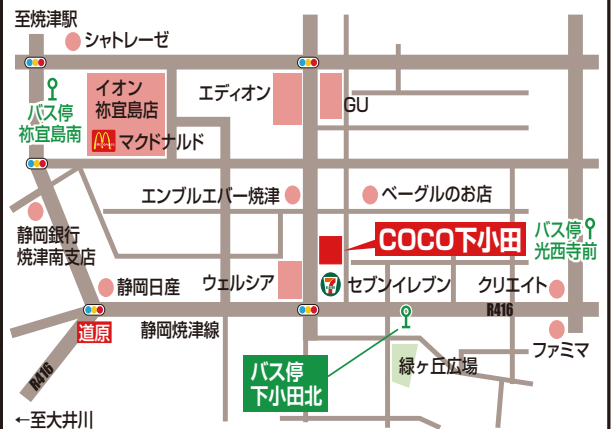 至焼津駅
シャトレーゼ
イオン
祢宜島店
マクドナルド
エディオン
GU
バス停
祢宜島南
エンブルエバー焼津
ベーグルのお店
静岡銀行
焼津南支店
COCO下小田
バス停
光西寺前
静岡日産
ウェルシア
7
セブンイレブン
クリエイト
R416
道原
静岡焼津線
ファミマ
R416
バス停
下小田北
緑ヶ丘広場
←至大井川